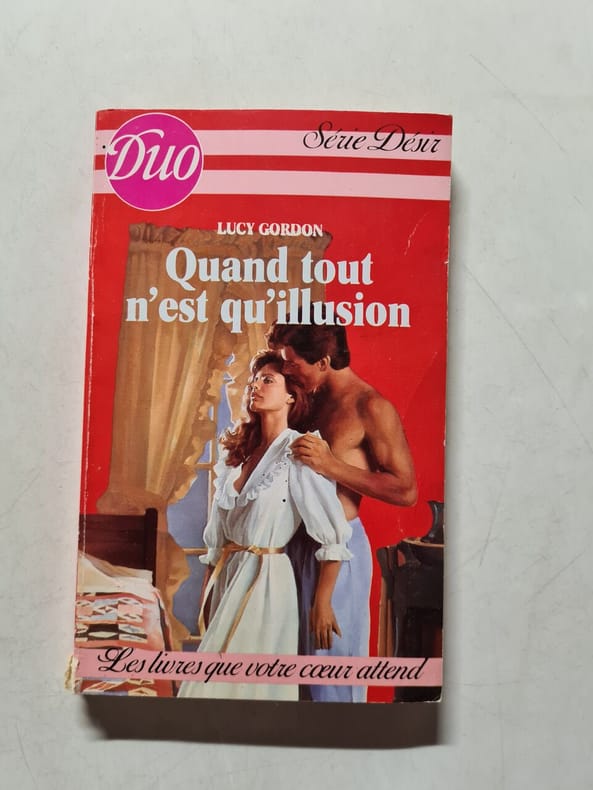 Duo
Série Désir
LUCY GORDON
Quand tout
n'est qu'illusion
Les livres que votre cœur attend